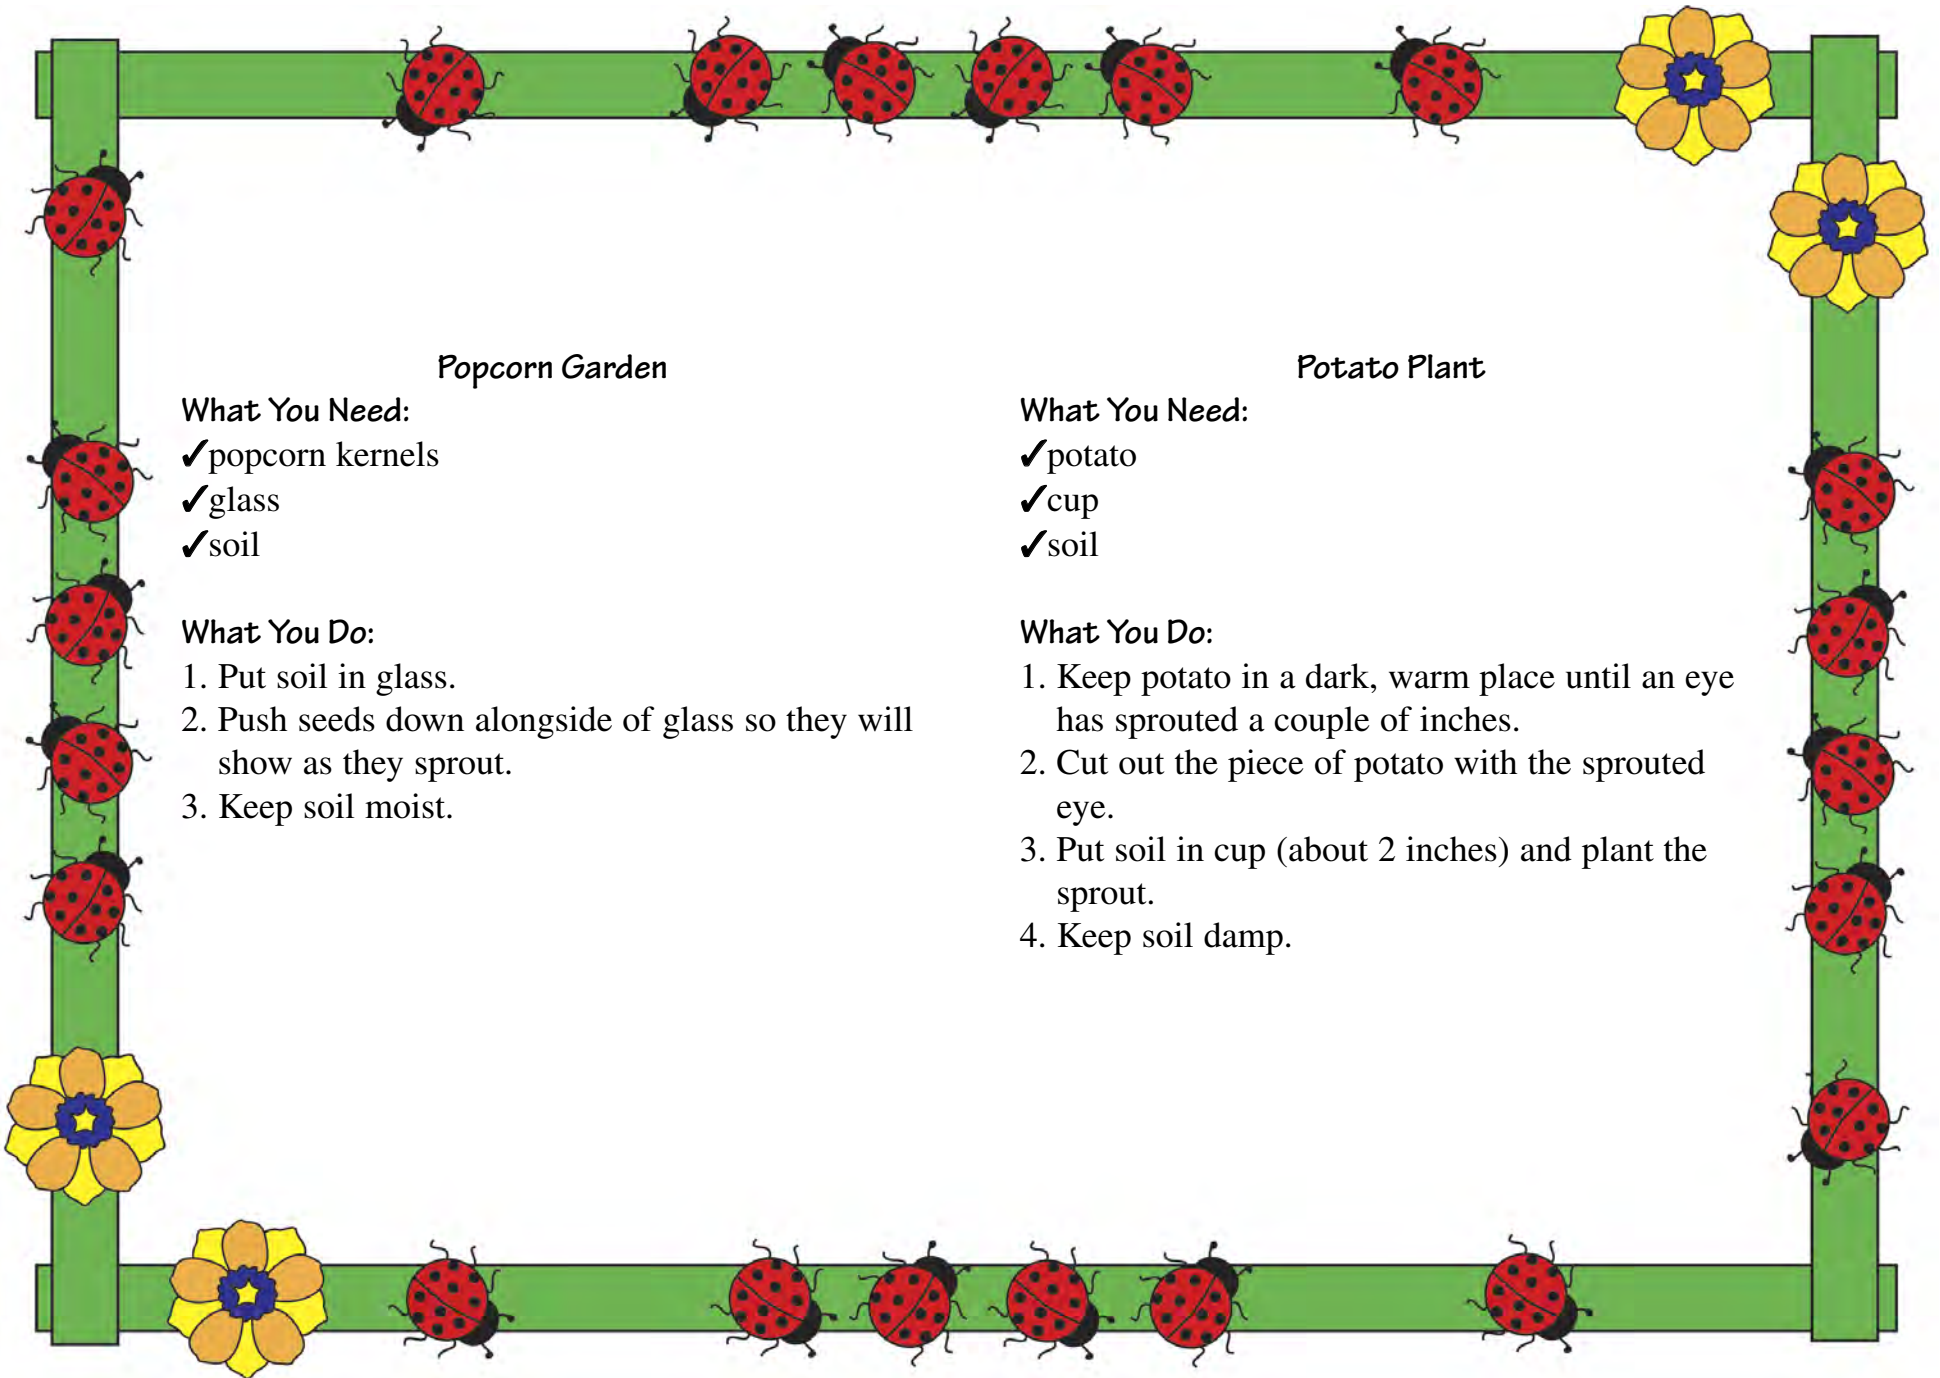 Popcorn Garden
What You Need:
✓popcorn kernels
✓glass
✓soil
What You Do:
1. Put soil in glass.
2. Push seeds down alongside of glass so they will
show as they sprout.
3. Keep soil moist.
Potato Plant
What You Need:
✓potato
✓cup
✓soil
What You Do:
1. Keep potato in a dark, warm place until an eye
has sprouted a couple of inches.
2. Cut out the piece of potato with the sprouted
eye.
3. Put soil in cup (about 2 inches) and plant the
sprout.
4. Keep soil damp.